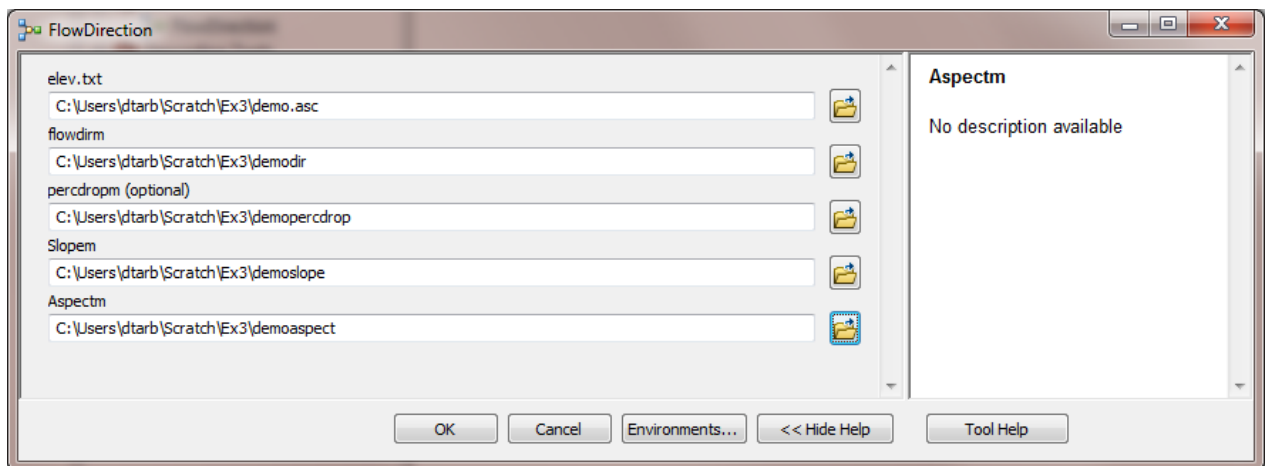 FlowDirection
elev.txt
C:\Users\dtarb\Scratch\Ex3\demo.asc
flowdirm
C:\Users\dtarb\Scratch\Ex3\demodir
percdropm (optional)
C:\Users\dtarb\Scratch\Ex3\demopercdrop
Slopem
C:\Users\dtarb\Scratch\Ex3\demoslope
Aspectm
C:\Users\dtarb\Scratch\Ex3\demoaspect
Aspectm
No description available
OK
Cancel
Environments...
<< Hide Help
Tool Help